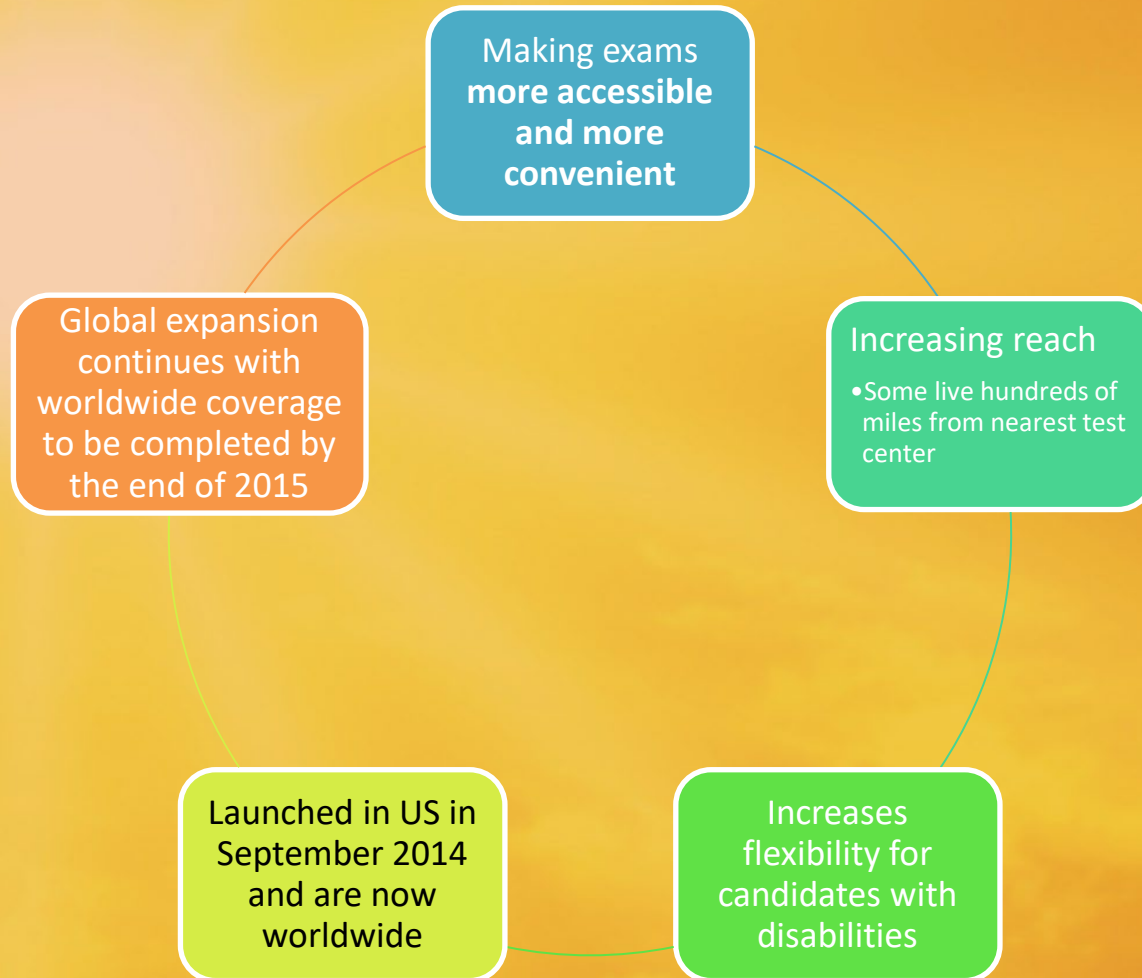 Making exams
more accessible
and more
convenient
Increasing reach
•Some live hundreds of
miles from nearest test
center
Increases
flexibility for
candidates with
disabilities
Launched in US in
September 2014
and are now
worldwide
Global expansion
continues with
worldwide coverage
to be completed by
the end of 2015